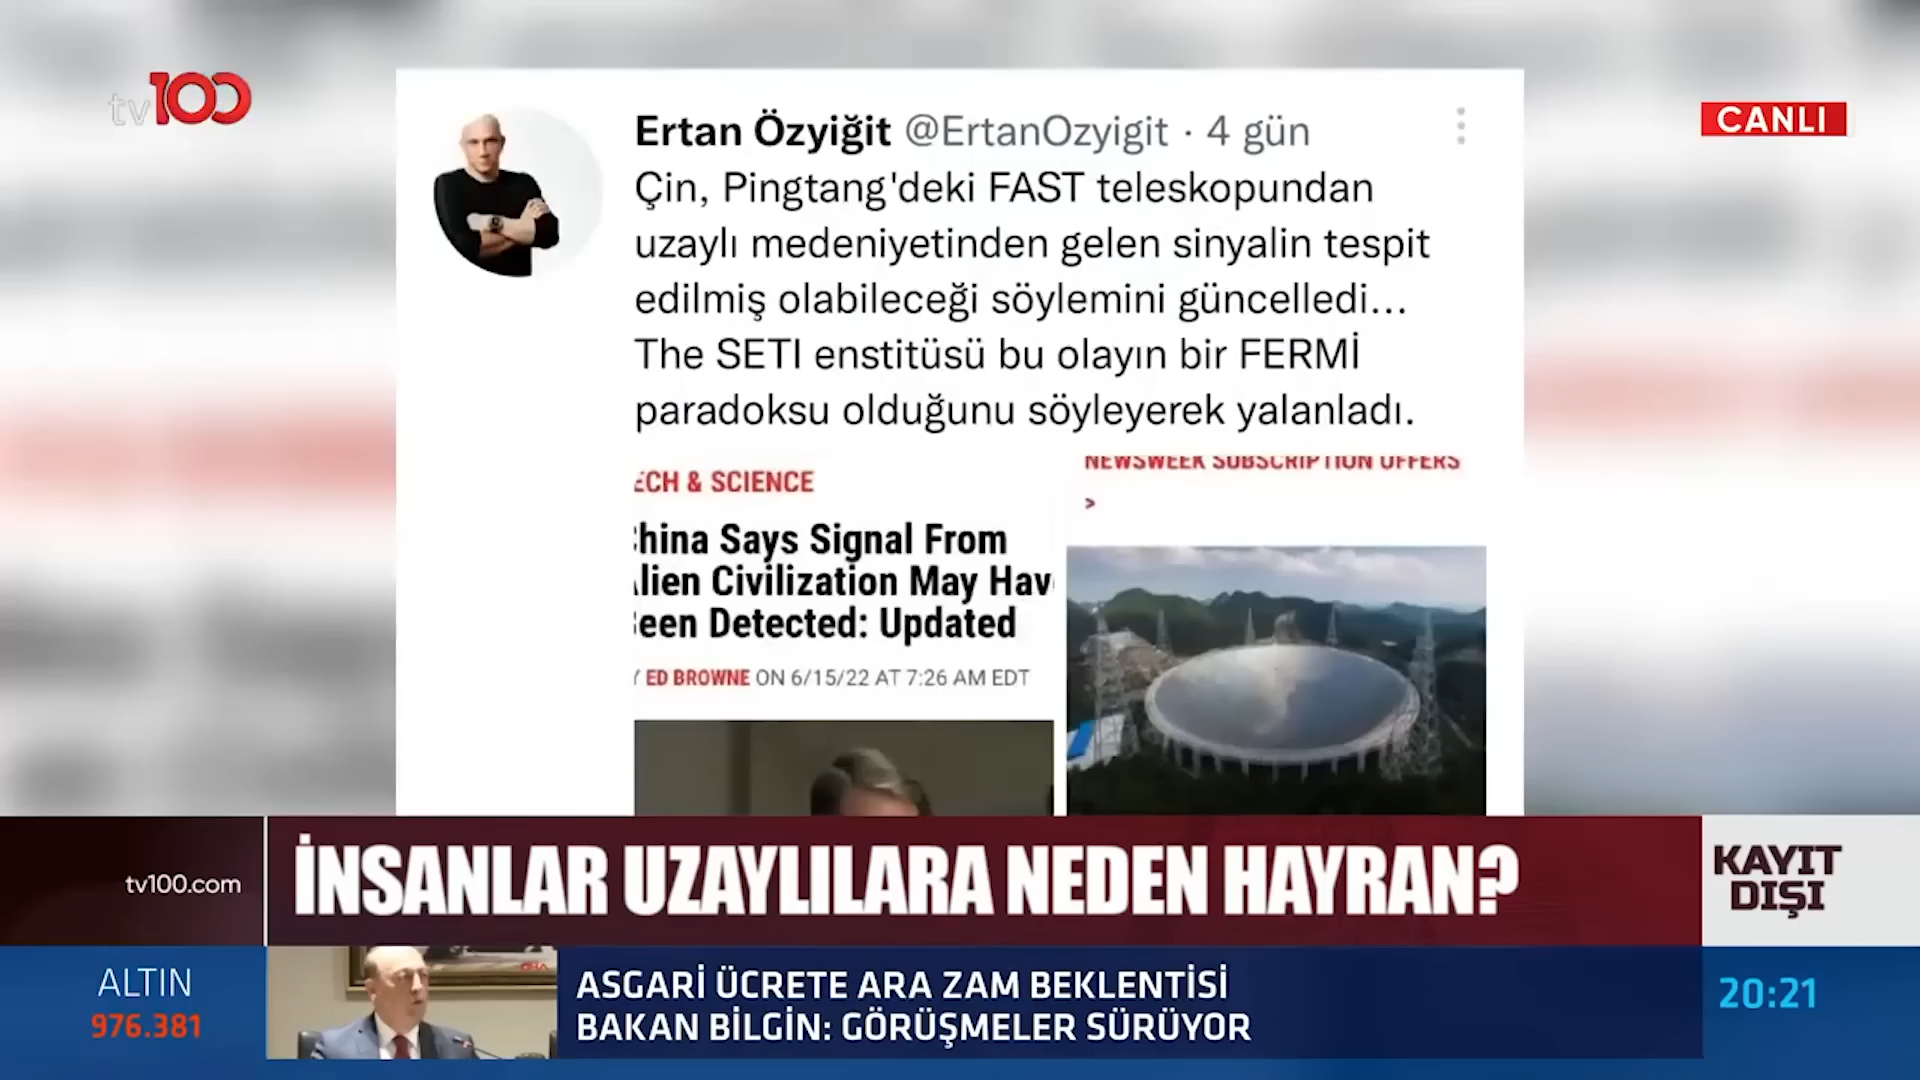 tv100
CANLI
Ertan Özyiğit @ErtanOzyigit · 4 gün
Çin, Pingtang'deki FAST teleskopundan
uzaylı medeniyetinden gelen sinyalin tespit
edilmiş olabileceği söylemini güncelledi...
The SETI enstitüsü bu olayın bir FERMİ
paradoksu olduğunu söyleyerek yalanladı.
ECH & SCIENCE
hina Says Signal From
lien Civilization May Hav
een Detected: Updated
Y ED BROWNE ON 6/15/22 AT 7:26 AM EDT
NEWSWEEK SUBSCRIPTION OFFERS
>
tv100.com
İNSANLAR UZAYLILARA NEDEN HAYRAN?
KAYIT
DIŞI
ALTIN
976.381
ASGARİ ÜCRETE ARA ZAM BEKLENTİSİ
BAKAN BİLGİN: GÖRÜŞMELER SÜRÜYOR
20:21